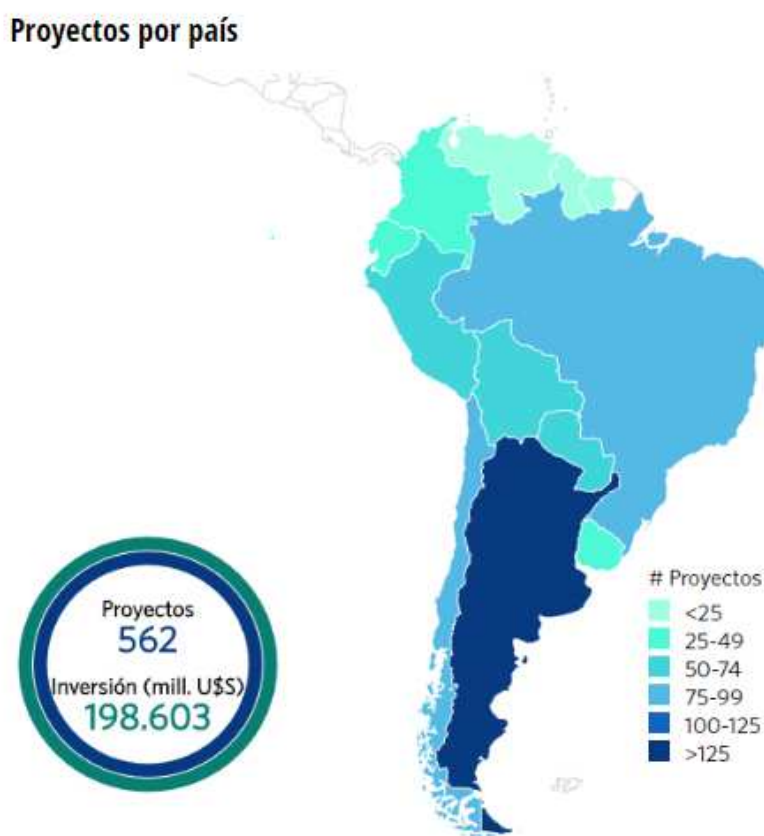 Proyectos por país
Proyectos
562
Inversión (mill. U$S)
198.603
# Proyectos
<25
25-49
50-74
75-99
100-125
>125